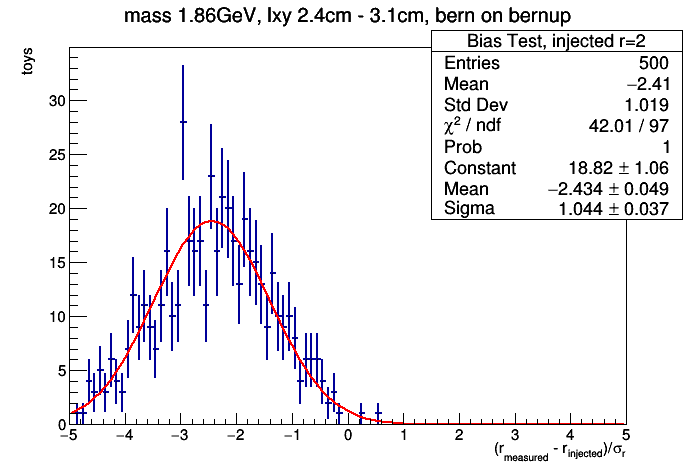 mass 1.86GeV, lxy 2.4cm - 3.1cm, bern on bernup
toys
Bias Test, injected r=2
Entries 500
Mean −2.41
Std Dev 1.019
χ² / ndf 42.01 / 97
Prob 1
Constant 18.82 ± 1.06
Mean −2.434 ± 0.049
Sigma 1.044 ± 0.037
30
25
20
15
10
5
0
−5 −4 −3 −2 −1 0 1 2 3 4 5
(r_measured - r_injected)/σ_r